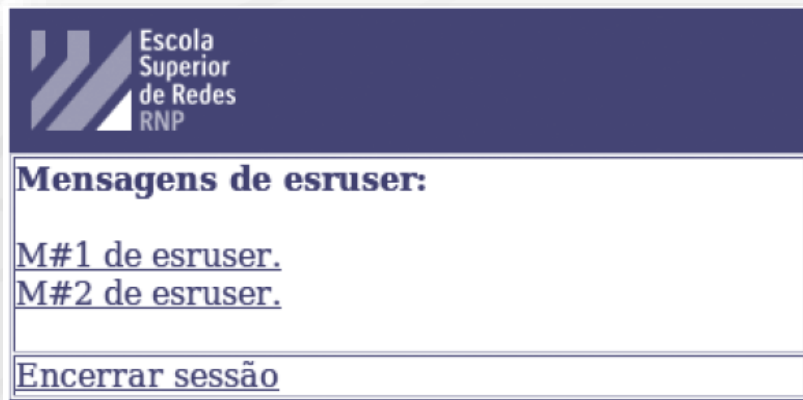 Escola
Superior
de Redes
RNP
Mensagens de esruser:
M#1 de esruser.
M#2 de esruser.
Encerrar sessão